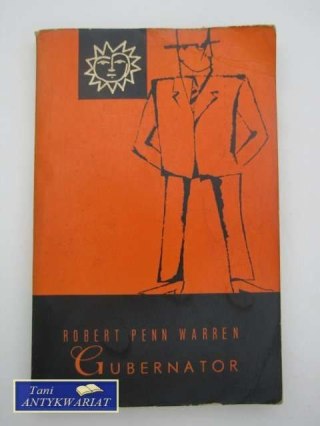 ROBERT PENN WARREN
GUBERNATOR
Tani
ANTYKWARIAT